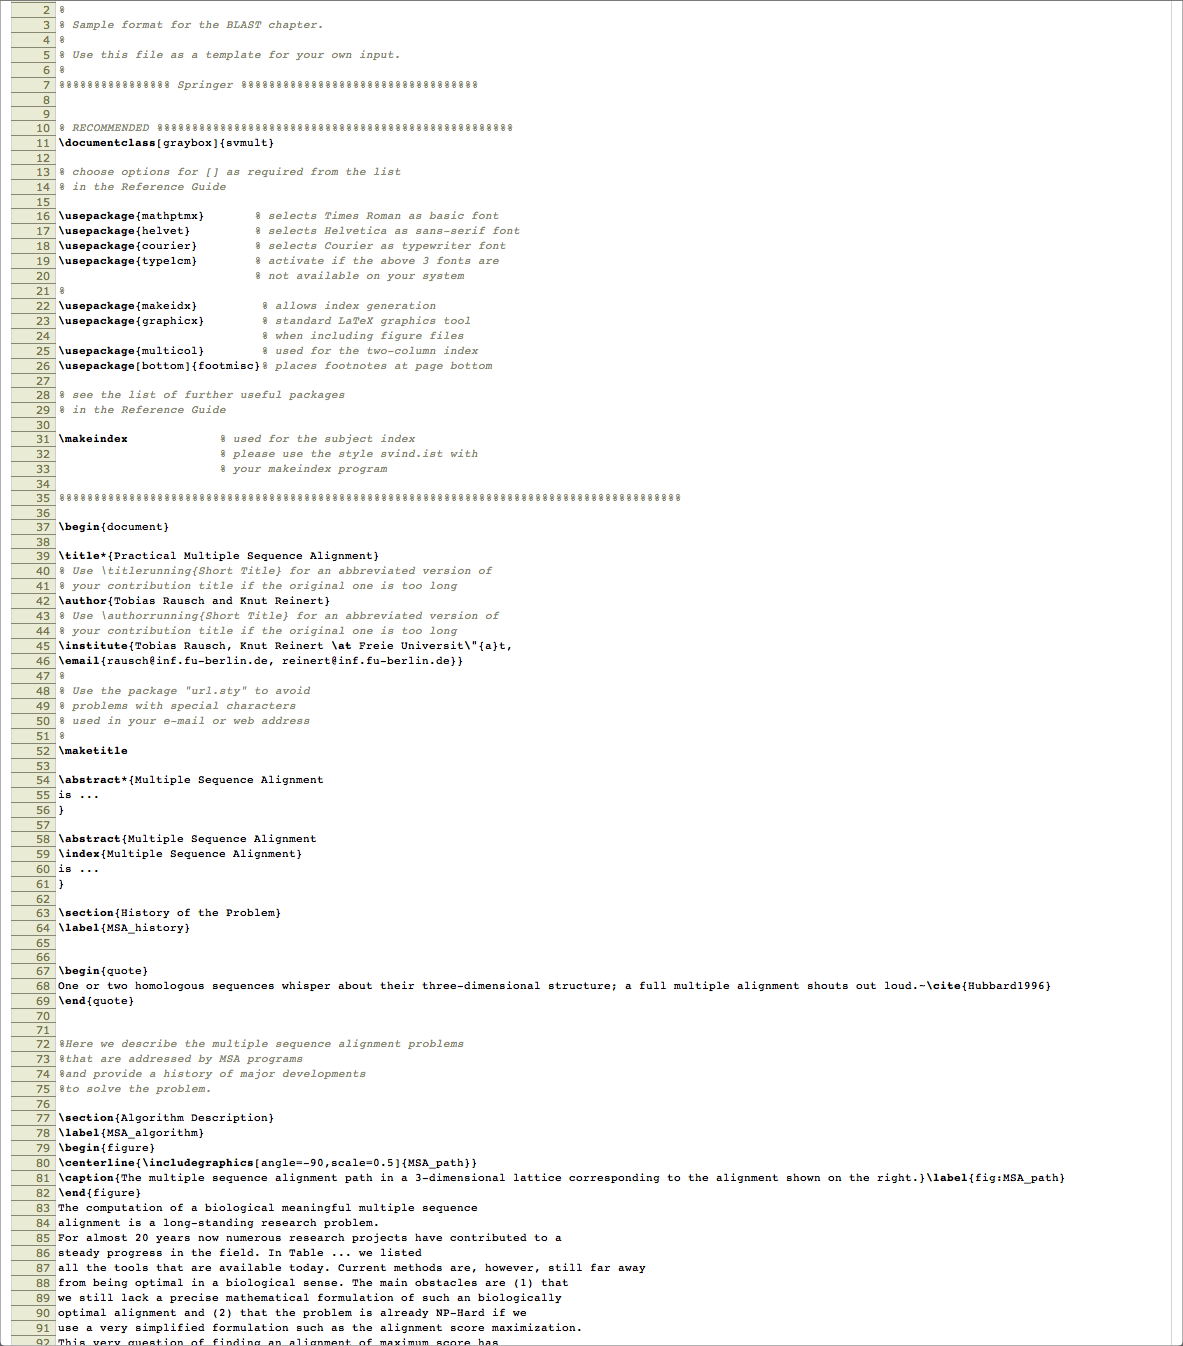 2 %
3 % Sample format for the BLAST chapter.
4 %
5 % Use this file as a template for your own input.
6 %
7 %%%%%%%%%%%%%%%% Springer %%%%%%%%%%%%%%%%%%%%%%%%%%%%%%%%%%
8
9
10 % RECOMMENDED %%%%%%%%%%%%%%%%%%%%%%%%%%%%%%%%%%%%%%%%%%%%%%%%%%%
11 \documentclass[graybox]{svmult}
12
13 % choose options for [] as required from the list
14 % in the Reference Guide
15
16 \usepackage{mathptmx}       % selects Times Roman as basic font
17 \usepackage{helvet}         % selects Helvetica as sans-serif font
18 \usepackage{courier}        % selects Courier as typewriter font
19 \usepackage{type1cm}        % activate if the above 3 fonts are
20                             % not available on your system
21 %
22 \usepackage{makeidx}         % allows index generation
23 \usepackage{graphicx}        % standard LaTeX graphics tool
24                              % when including figure files
25 \usepackage{multicol}        % used for the two-column index
26 \usepackage[bottom]{footmisc}% places footnotes at page bottom
27
28 % see the list of further useful packages
29 % in the Reference Guide
30
31 \makeindex             % used for the subject index
32                        % please use the style svind.ist with
33                        % your makeindex program
34
35 %%%%%%%%%%%%%%%%%%%%%%%%%%%%%%%%%%%%%%%%%%%%%%%%%%%%%%%%%%%%%%%%%%%%%%%%%%%%%%%%%%%%%%%%%%%
36
37 \begin{document}
38
39 \title*{Practical Multiple Sequence Alignment}
40 % Use \titlerunning{Short Title} for an abbreviated version of
41 % your contribution title if the original one is too long
42 \author{Tobias Rausch and Knut Reinert}
43 % Use \authorrunning{Short Title} for an abbreviated version of
44 % your contribution title if the original one is too long
45 \institute{Tobias Rausch, Knut Reinert \at Freie Universit\"{a}t,
46 \email{rausch@inf.fu-berlin.de, reinert@inf.fu-berlin.de}}
47 %
48 % Use the package "url.sty" to avoid
49 % problems with special characters
50 % used in your e-mail or web address
51 %
52 \maketitle
53
54 \abstract*{Multiple Sequence Alignment
55 is ...
56 }
57
58 \abstract{Multiple Sequence Alignment
59 \index{Multiple Sequence Alignment}
60 is ...
61 }
62
63 \section{History of the Problem}
64 \label{MSA_history}
65
66
67 \begin{quote}
68 One or two homologous sequences whisper about their three-dimensional structure; a full multiple alignment shouts out loud.~\cite{Hubbard1996}
69 \end{quote}
70
71
72 %Here we describe the multiple sequence alignment problems
73 %that are addressed by MSA programs
74 %and provide a history of major developments
75 %to solve the problem.
76
77 \section{Algorithm Description}
78 \label{MSA_algorithm}
79 \begin{figure}
80 \centerline{\includegraphics[angle=-90,scale=0.5]{MSA_path}}
81 \caption{The multiple sequence alignment path in a 3-dimensional lattice corresponding to the alignment shown on the right.}\label{fig:MSA_path}
82 \end{figure}
83 The computation of a biological meaningful multiple sequence
84 alignment is a long-standing research problem.
85 For almost 20 years now numerous research projects have contributed to a
86 steady progress in the field. In Table ... we listed
87 all the tools that are available today. Current methods are, however, still far away
88 from being optimal in a biological sense. The main obstacles are (1) that
89 we still lack a precise mathematical formulation of such an biologically
90 optimal alignment and (2) that the problem is already NP-Hard if we
91 use a very simplified formulation such as the alignment score maximization.
92 This very question of finding an alignment of maximum score has